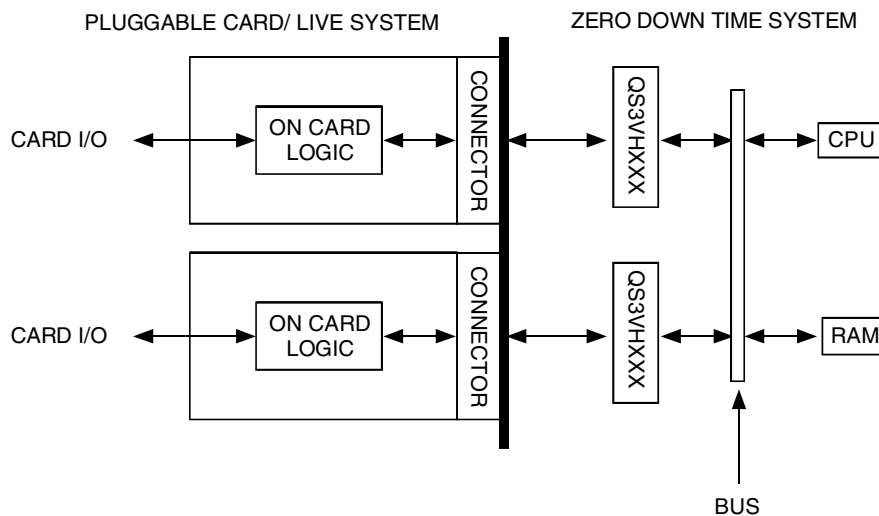 PLUGGABLE CARD/ LIVE SYSTEM
ZERO DOWN TIME SYSTEM
CARD I/O
ON CARD
LOGIC
CONNECTOR
QS3VHXXX
CPU
CARD I/O
ON CARD
LOGIC
CONNECTOR
QS3VHXXX
RAM
BUS